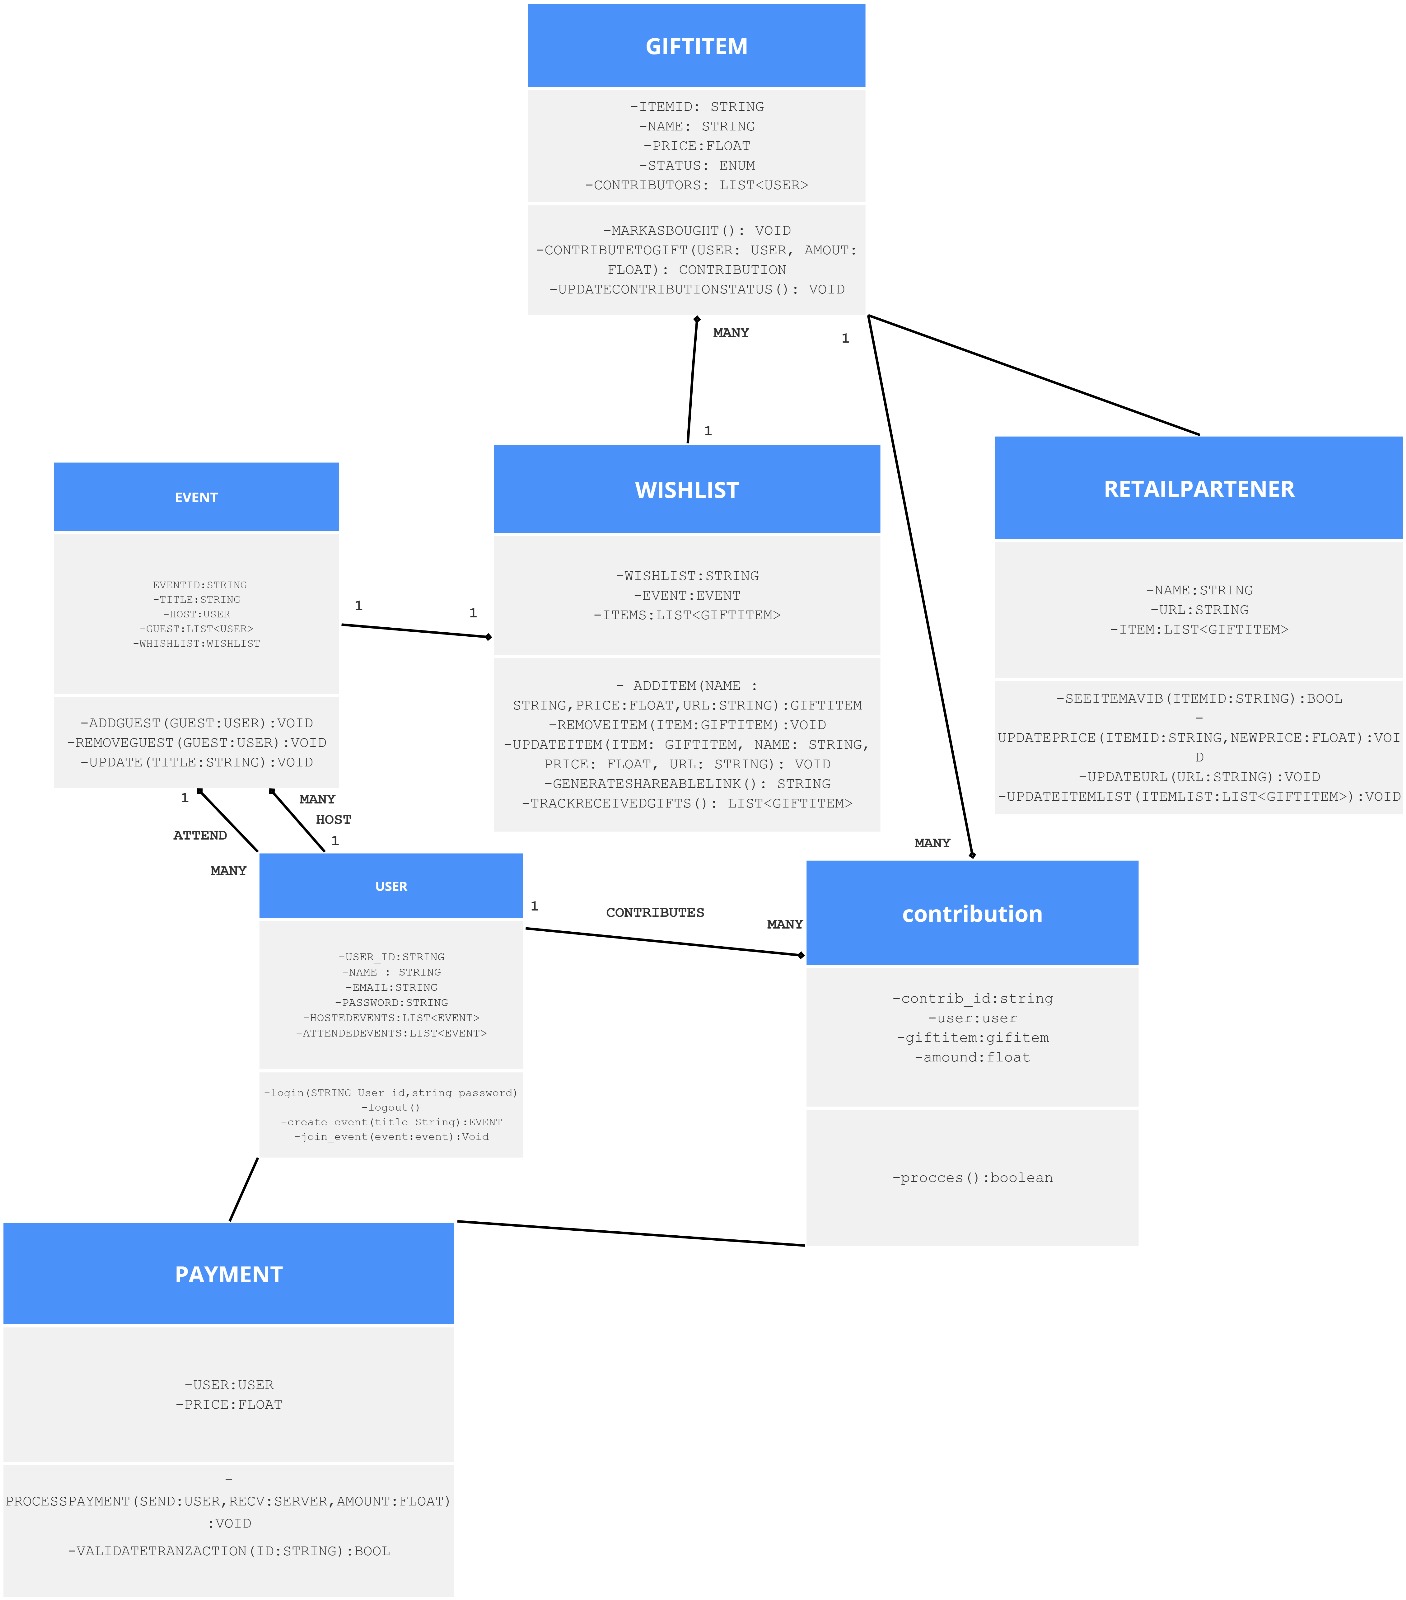 GIFTITEM
-ITEMID: STRING
-NAME: STRING
-PRICE:FLOAT
-STATUS: ENUM
-CONTRIBUTORS: LIST<USER>
-MARKASBOUGHT(): VOID
-CONTRIBUTETOGIFT(USER: USER, AMOUT:
FLOAT): CONTRIBUTION
-UPDATECONTRIBUTIONSTATUS(): VOID
MANY
1
1
WISHLIST
-WISHLIST:STRING
-EVENT:EVENT
-ITEMS:LIST<GIFTITEM>
- ADDITEM(NAME :
STRING,PRICE:FLOAT,URL:STRING):GIFTITEM
-REMOVEITEM(ITEM:GIFTITEM):VOID
-UPDATEITEM(ITEM: GIFTITEM, NAME: STRING,
PRICE: FLOAT, URL: STRING): VOID
-GENERATESHAREABLELINK(): STRING
-TRACKRECEIVEDGIFTS(): LIST<GIFTITEM>
RETAILPARTENER
-NAME:STRING
-URL:STRING
-ITEM:LIST<GIFTITEM>
-SEEITEMAVIB(ITEMID:STRING):BOOL
-
UPDATEPRICE(ITEMID:STRING,NEWPRICE:FLOAT):VOI
D
-UPDATEURL(URL:STRING):VOID
-UPDATEITEMLIST(ITEMLIST:LIST<GIFTITEM>):VOID
EVENT
EVENTID:STRING
-TITLE:STRING
-HOST:USER
-GUEST:LIST<USER>
-WHISHLIST:WISHLIST
-ADDGUEST(GUEST:USER):VOID
-REMOVEGUEST(GUEST:USER):VOID
-UPDATE(TITLE:STRING):VOID
1
1
1
ATTEND
MANY
MANY
HOST
1
USER
-USER_ID:STRING
-NAME : STRING
-EMAIL:STRING
-PASSWORD:STRING
-HOSTEDEVENTS:LIST<EVENT>
-ATTENDEDEVENTS:LIST<EVENT>
-login(STRING User_id,string password)
-logout()
-create_event(title String):EVENT
-join_event(event:event):Void
1
CONTRIBUTES
MANY
MANY
contribution
-contrib_id:string
-user:user
-giftitem:gifitem
-amound:float
-procces():boolean
PAYMENT
-USER:USER
-PRICE:FLOAT
-
PROCESSPAYMENT(SEND:USER,RECV:SERVER,AMOUNT:FLOAT)
:VOID
-VALIDATETRANZACTION(ID:STRING):BOOL